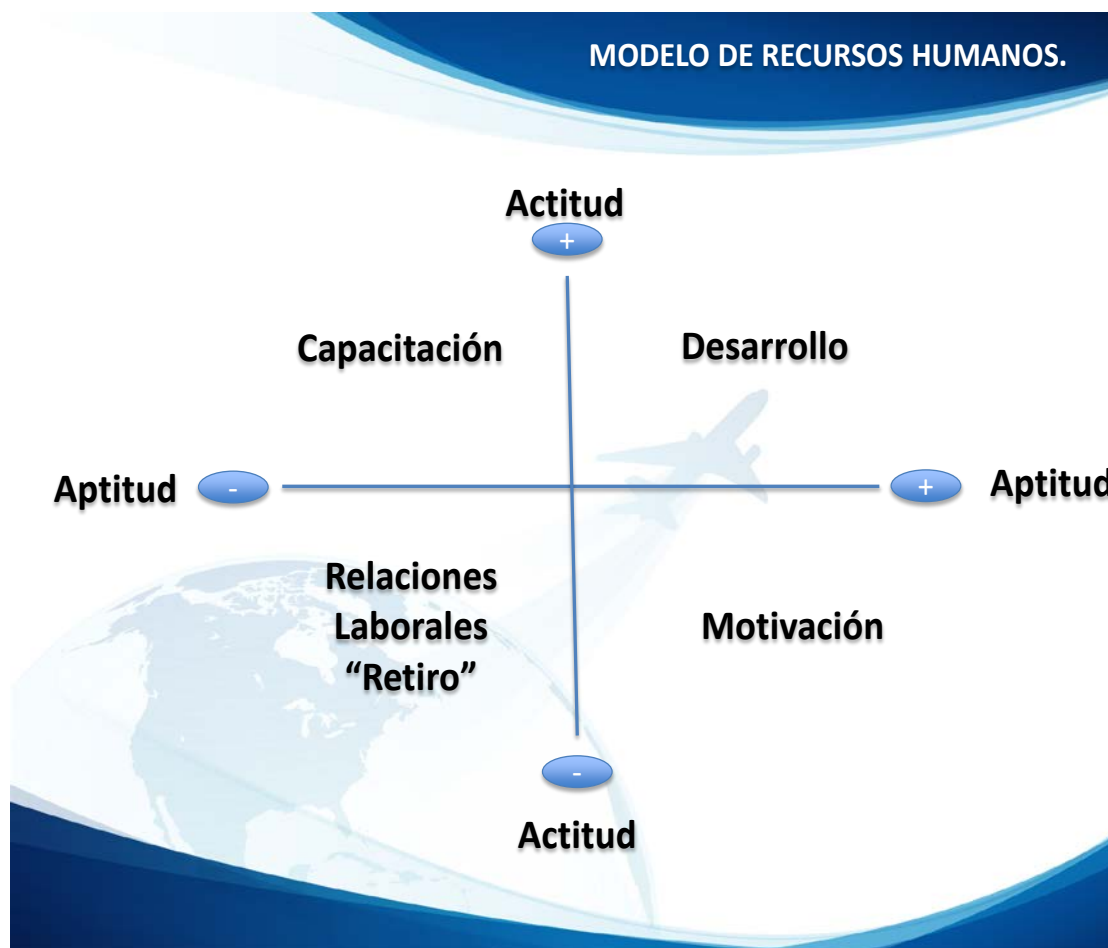 MODELO DE RECURSOS HUMANOS.
Actitud
+
Capacitación
Desarrollo
Aptitud
-
+
Aptitud
Relaciones
Laborales
“Retiro”
Motivación
-
Actitud